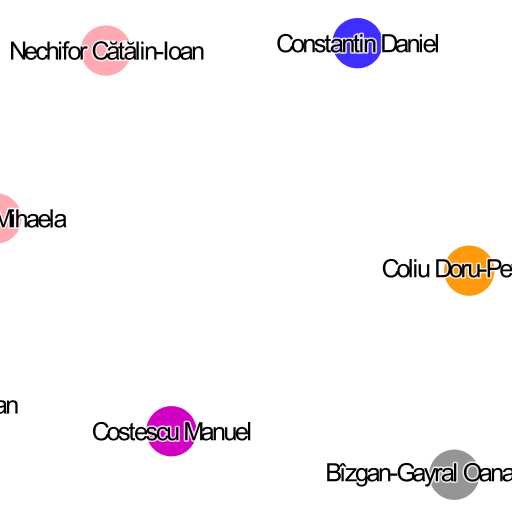 Nechifor Cătălin-Ioan
Constantin Daniel
Mihaela
Coliu Doru-Pe
an
Costescu Manuel
Bîzgan-Gayral Oana